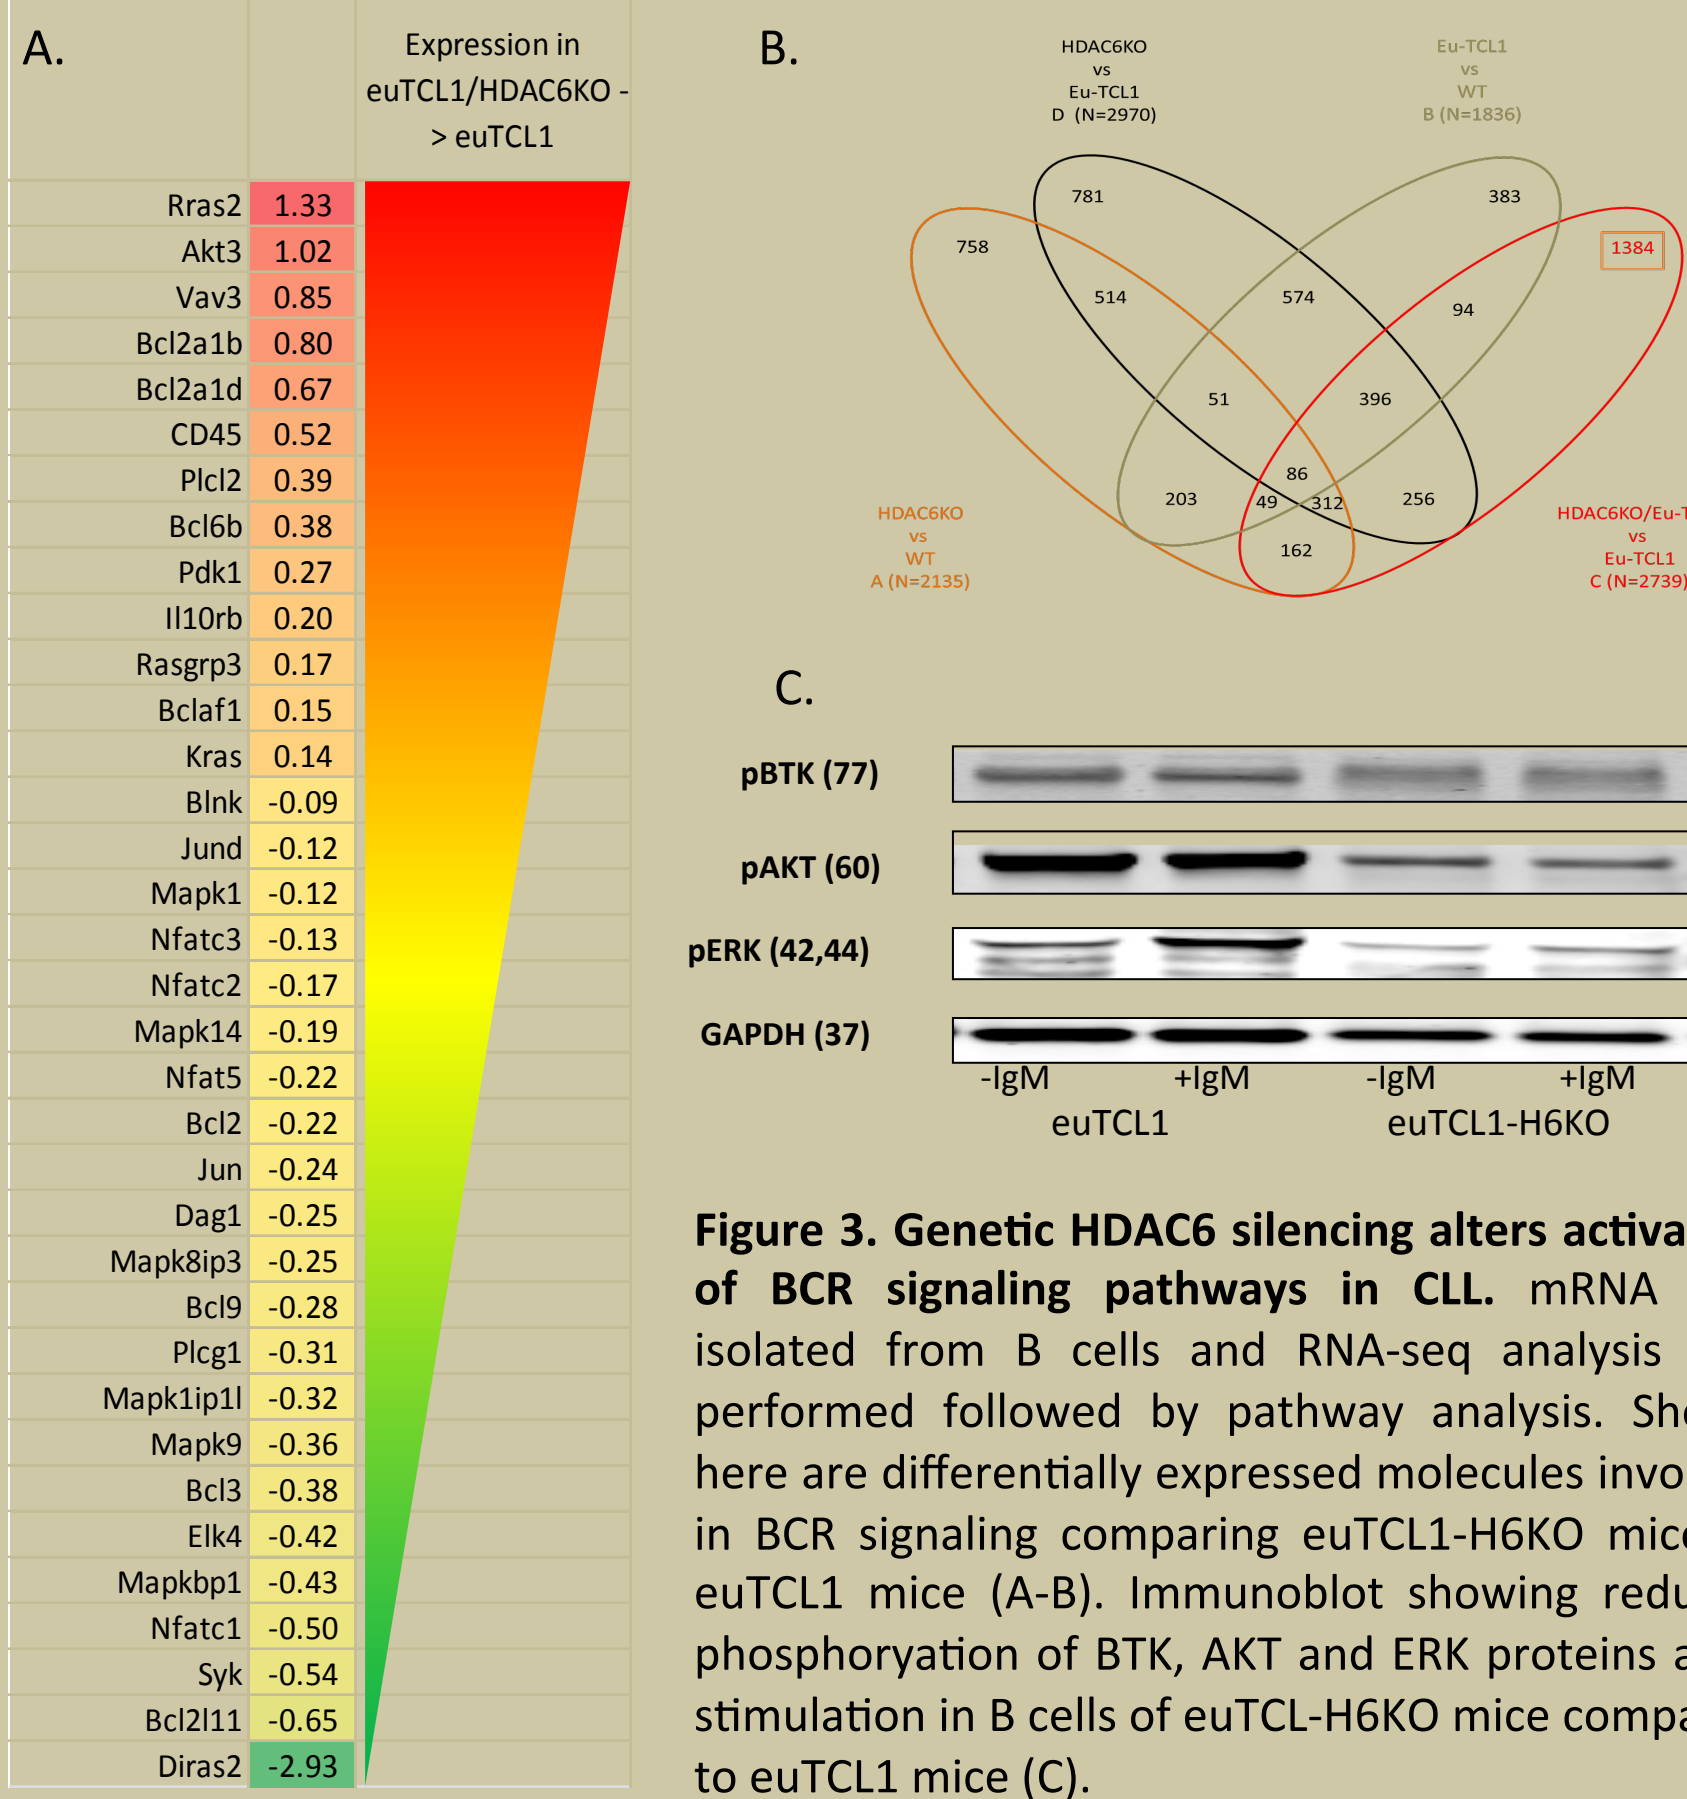 A.
Expression in
euTCL1/HDAC6KO -
> euTCL1
Rras2 1.33
Akt3 1.02
Vav3 0.85
Bcl2a1b 0.80
Bcl2a1d 0.67
CD45 0.52
Plcl2 0.39
Bcl6b 0.38
Pdk1 0.27
Il10rb 0.20
Rasgrp3 0.17
Bclaf1 0.15
Kras 0.14
Blnk -0.09
Jund -0.12
Mapk1 -0.12
Nfatc3 -0.13
Nfatc2 -0.17
Mapk14 -0.19
Nfat5 -0.22
Bcl2 -0.22
Jun -0.24
Dag1 -0.25
Mapk8ip3 -0.25
Bcl9 -0.28
Plcg1 -0.31
Mapk1ip1l -0.32
Mapk9 -0.36
Bcl3 -0.38
Elk4 -0.42
Mapkbp1 -0.43
Nfatc1 -0.50
Syk -0.54
Bcl2l11 -0.65
Diras2 -2.93
B.
HDAC6KO
vs
Eu-TCL1
D (N=2970)
Eu-TCL1
vs
WT
B (N=1836)
781
383
758
1384
514
574
94
51
396
86
203
49
312
256
162
HDAC6KO
vs
WT
A (N=2135)
HDAC6KO/Eu-T
vs
Eu-TCL1
C (N=2739)
C.
pBTK (77)
pAKT (60)
pERK (42,44)
GAPDH (37)
-IgM +IgM -IgM +IgM
euTCL1 euTCL1-H6KO
Figure 3. Genetic HDAC6 silencing alters activa
of BCR signaling pathways in CLL. mRNA
isolated from B cells and RNA-seq analysis
performed followed by pathway analysis. Sho
here are differentially expressed molecules invo
in BCR signaling comparing euTCL1-H6KO mice
euTCL1 mice (A-B). Immunoblot showing redu
phosphoryation of BTK, AKT and ERK proteins a
stimulation in B cells of euTCL-H6KO mice compa
to euTCL1 mice (C).